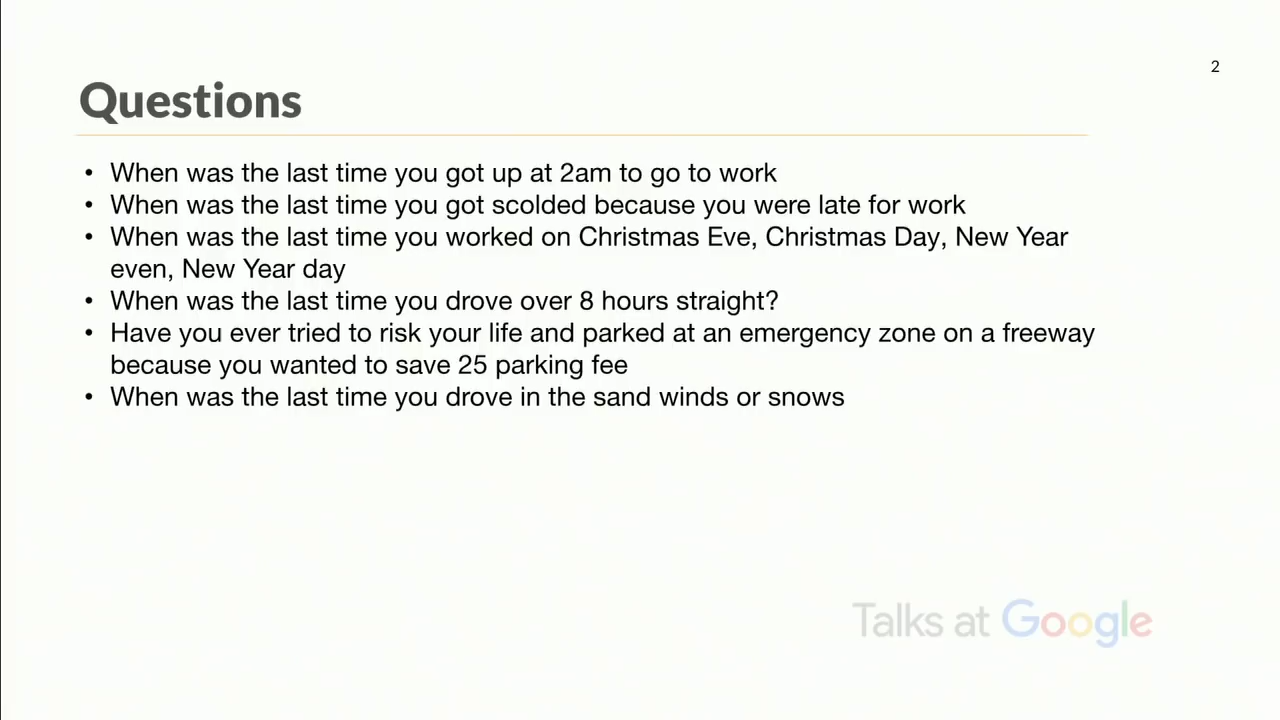 2
Questions
• When was the last time you got up at 2am to go to work
• When was the last time you got scolded because you were late for work
• When was the last time you worked on Christmas Eve, Christmas Day, New Year
even, New Year day
• When was the last time you drove over 8 hours straight?
• Have you ever tried to risk your life and parked at an emergency zone on a freeway
because you wanted to save 25 parking fee
• When was the last time you drove in the sand winds or snows
Talks at Google